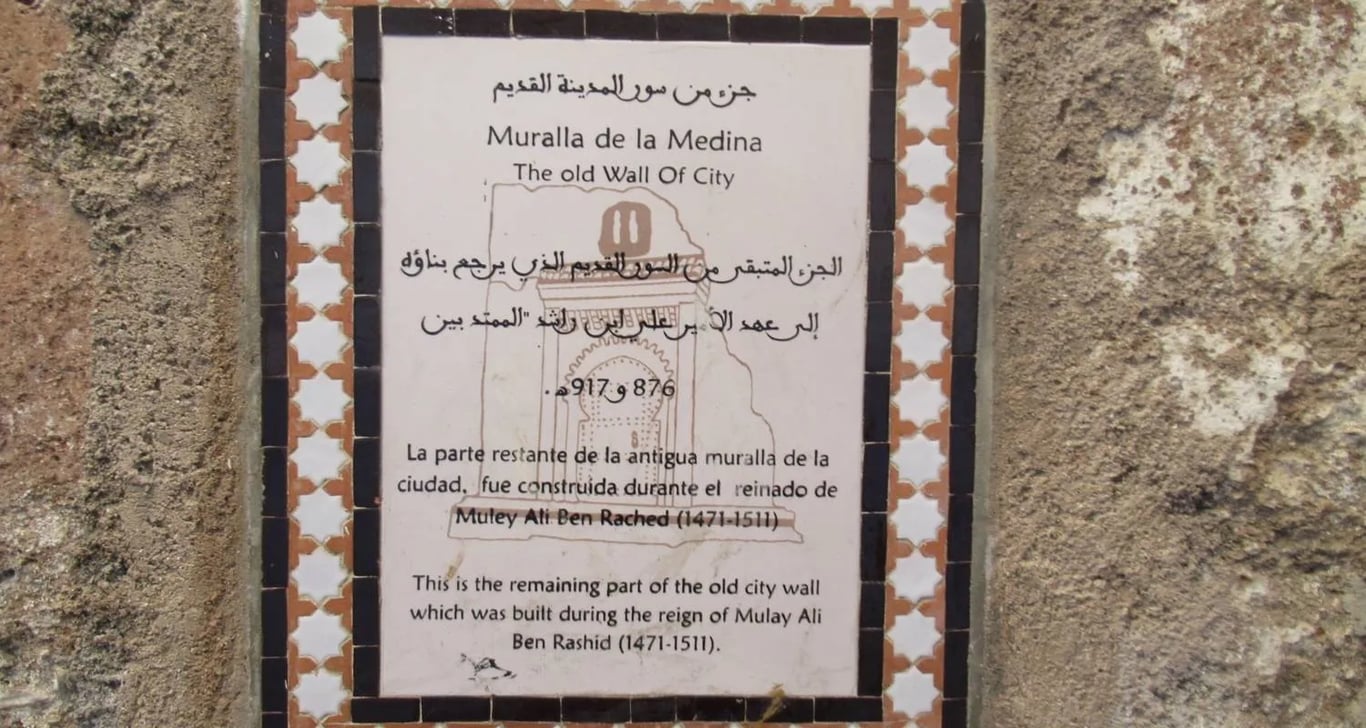 جزء من سور المدينة القديم
Muralla de la Medina
The old Wall Of City
الجزء المتبقى من السور القديم الذي يرجع بناؤه
إلى عهد الأمير علي ابن راشد "الممتد بين
876 و 917ه.
La parte restante de la antigua muralla de la
ciudad, fue construida durante el reinado de
Muley Ali Ben Rached (1471-1511)
This is the remaining part of the old city wall
which was built during the reign of Mulay Ali
Ben Rashid (1471-1511).